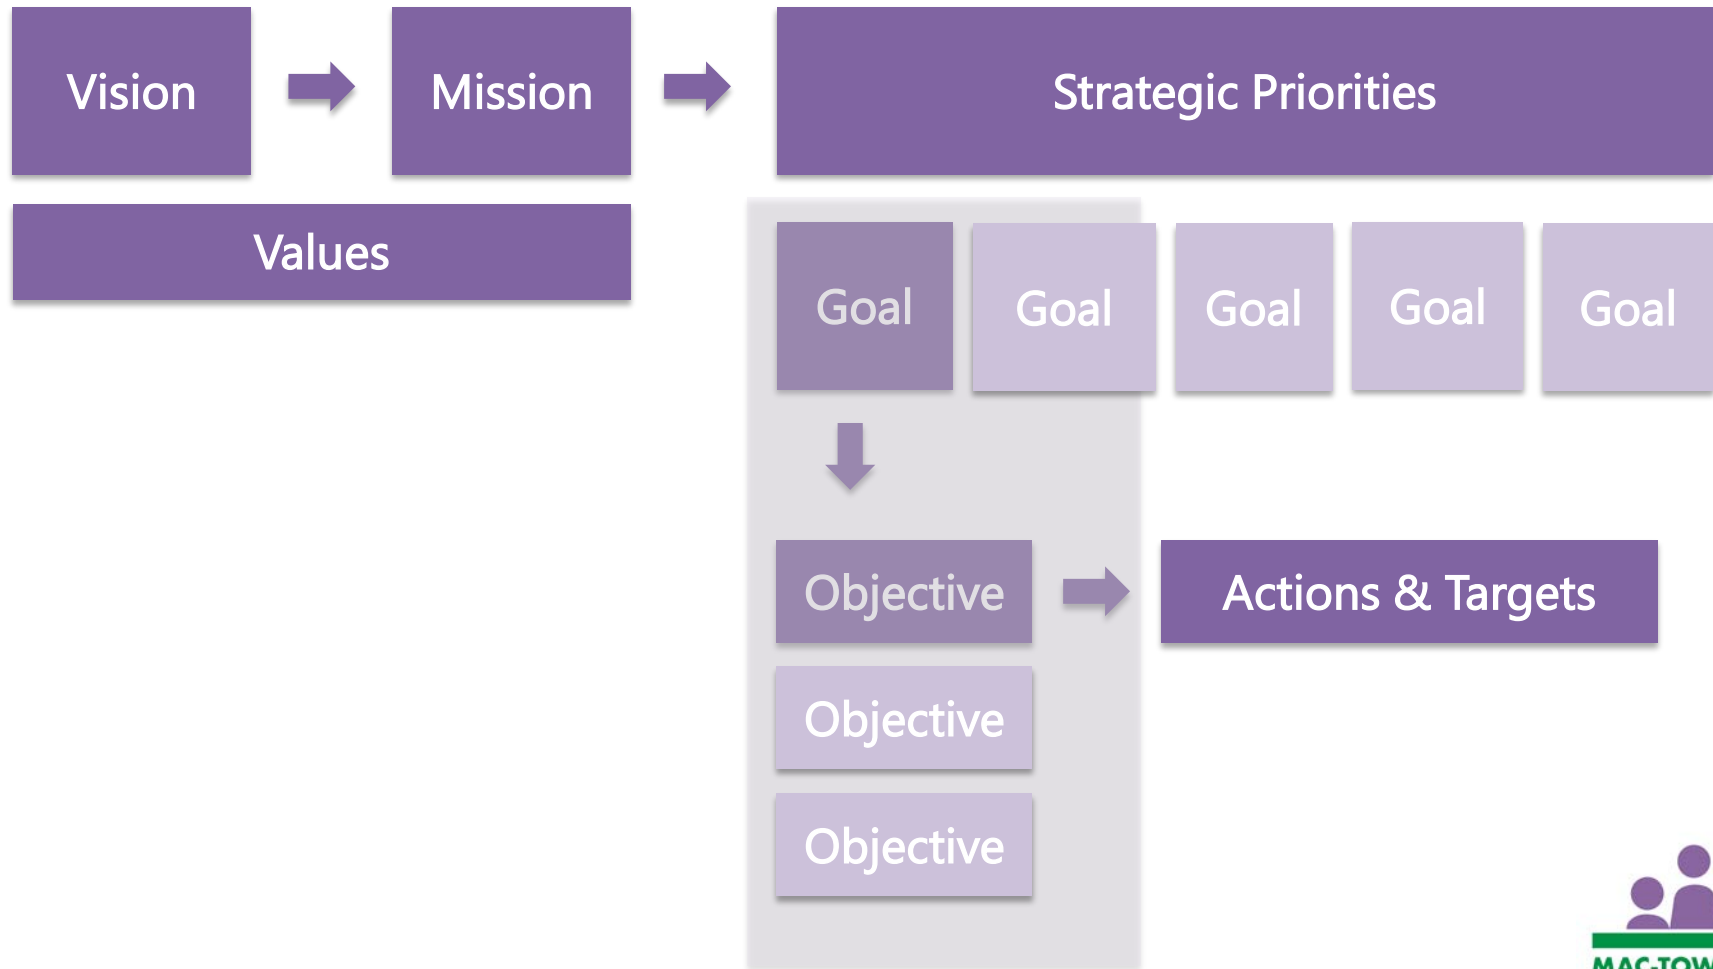 Vision
Mission
Strategic Priorities
Values
Goal
Goal
Goal
Goal
Goal
Objective
Actions & Targets
Objective
Objective